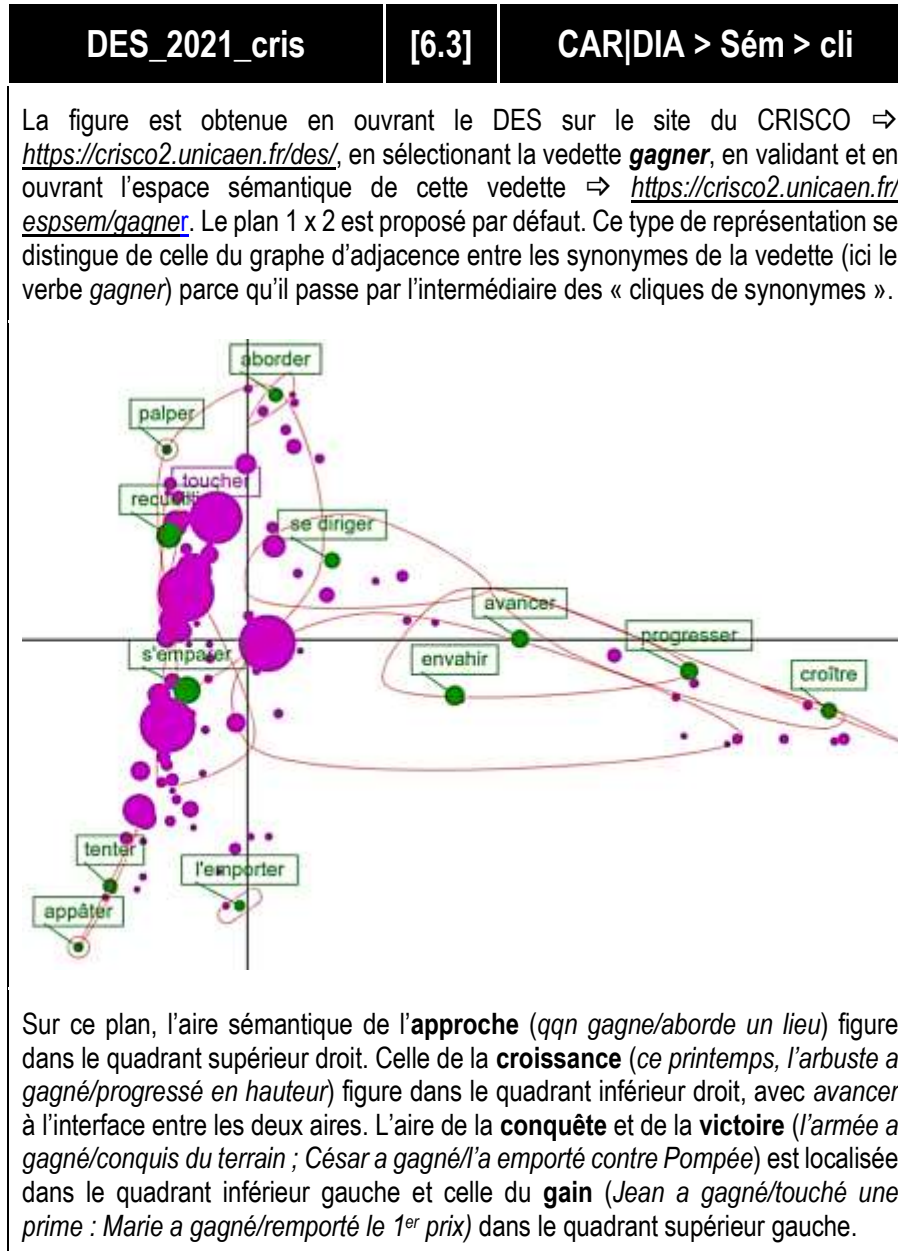 DES_2021_cris [6.3] CAR|DIA > Sém > cli
La figure est obtenue en ouvrant le DES sur le site du CRISCO ⇨
https://crisco2.unicaen.fr/des/, en sélectionant la vedette gagner, en validant et en
ouvrant l'espace sémantique de cette vedette ⇨ https://crisco2.unicaen.fr/
espsem/gagner. Le plan 1 x 2 est proposé par défaut. Ce type de représentation se
distingue de celle du graphe d'adjacence entre les synonymes de la vedette (ici le
verbe gagner) parce qu'il passe par l'intermédiaire des « cliques de synonymes ».
aborder
palper
toucher
se diriger
avancer
progresser
s'emparer
envahir
croître
tenter
l'emporter
appâter
Sur ce plan, l'aire sémantique de l'approche (qqn gagne/aborde un lieu) figure
dans le quadrant supérieur droit. Celle de la croissance (ce printemps, l'arbuste a
gagné/progressé en hauteur) figure dans le quadrant inférieur droit, avec avancer
à l'interface entre les deux aires. L'aire de la conquête et de la victoire (l'armée a
gagné/conquis du terrain ; César a gagné/l'a emporté contre Pompée) est localisée
dans le quadrant inférieur gauche et celle du gain (Jean a gagné/touché une
prime : Marie a gagné/remporté le 1er prix) dans le quadrant supérieur gauche.